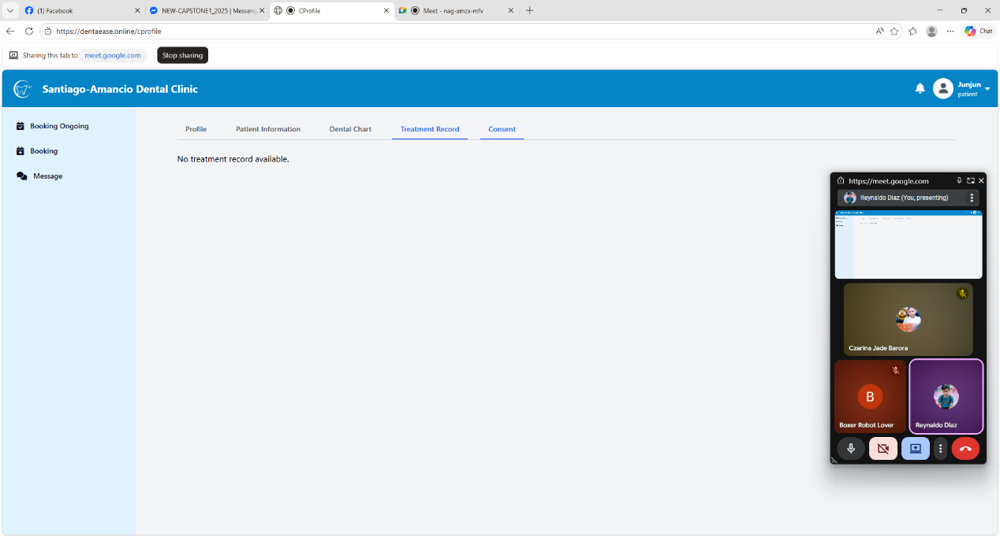 (1) Facebook
NEW-CAPSTONE1_2025 | Messeng
CProfile
Meet - nag-xmzx-mfv
https://dentaease.online/cprofile
Chat
Sharing this tab to meet.google.com Stop sharing
Santiago-Amancio Dental Clinic
Junjun
patient
Booking Ongoing
Booking
Message
Profile Patient Information Dental Chart Treatment Record Consent
No treatment record available.
https://meet.google.com
Reynaldo Diaz (You, presenting)
Czarina Jade Barora
B
Boxer Robot Lover
Reynaldo Diaz